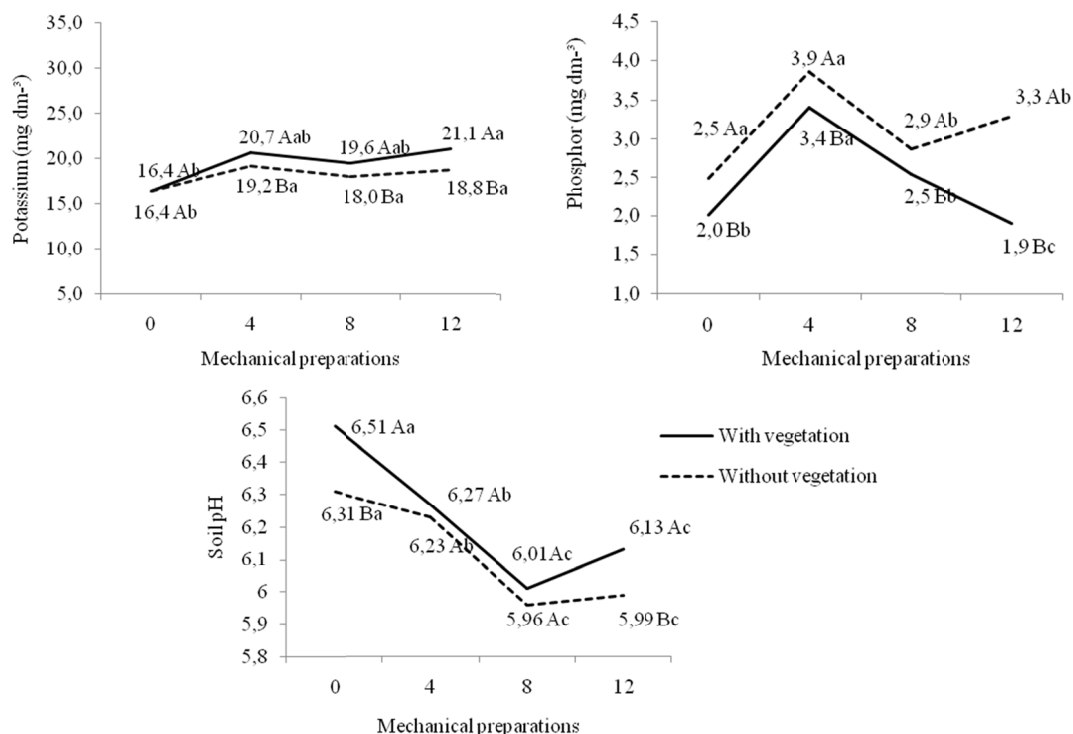 Potassium (mg dm-³)
35,0
30,0
25,0
20,0
15,0
10,0
5,0
16,4 Ab
20,7 Aab
19,6 Aab
21,1 Aa
16,4 Ab
19,2 Ba
18,0 Ba
18,8 Ba
0 4 8 12
Mechanical preparations
Phosphor (mg dm-³)
4,5
4,0
3,5
3,0
2,5
2,0
1,5
1,0
2,5 Aa
3,9 Aa
2,9 Ab
3,3 Ab
2,0 Bb
3,4 Ba
2,5 Bb
1,9 Bc
0 4 8 12
Mechanical preparations
Soil pH
6,6
6,5
6,4
6,3
6,2
6,1
6
5,9
5,8
6,51 Aa
6,27 Ab
6,01 Ac
6,13 Ac
6,31 Ba
6,23 Ab
5,96 Ac
5,99 Bc
0 4 8 12
Mechanical preparations
With vegetation
Without vegetation